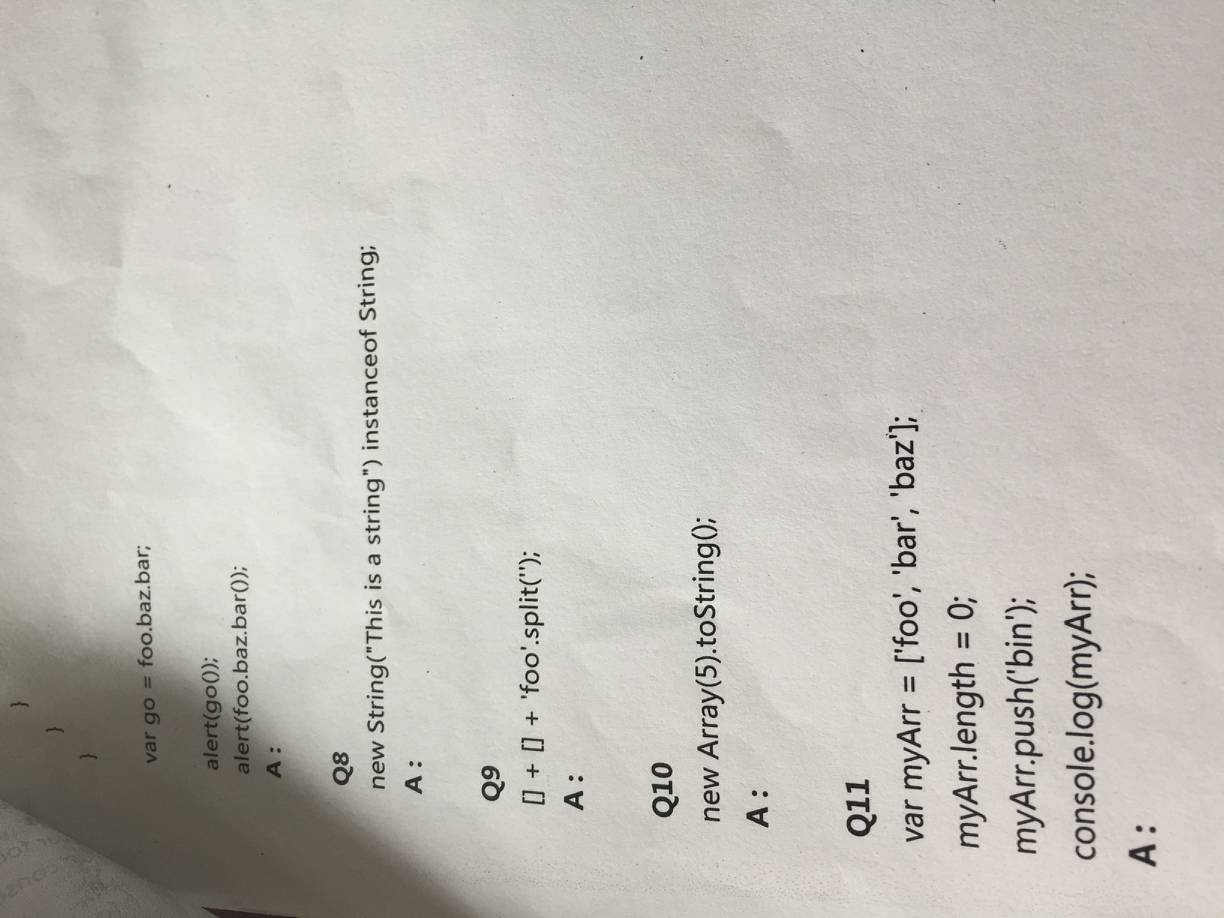 }
}
}
var go = foo.baz.bar;
alert(go());
alert(foo.baz.bar());
A :
Q8
new String("This is a string") instanceof String;
A :
Q9
[] + [] + 'foo'.split('');
A :
Q10
new Array(5).toString();
A :
Q11
var myArr = ['foo', 'bar', 'baz'];
myArr.length = 0;
myArr.push('bin');
console.log(myArr);
A :